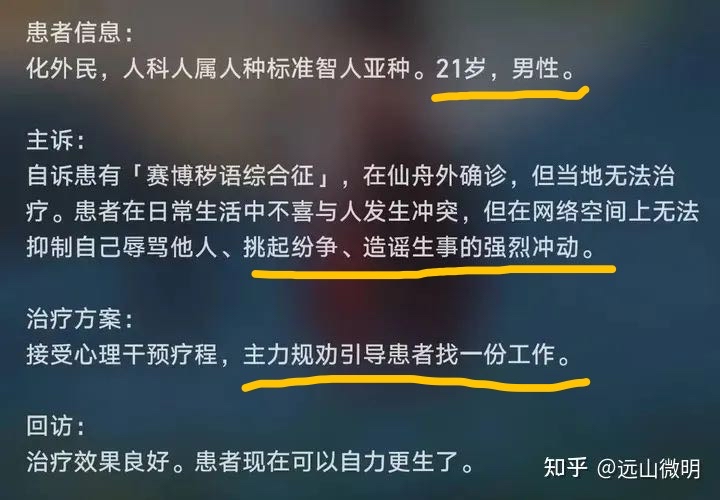 患者信息：
化外民，人科人属人种标准智人亚种。21岁，男性。
主诉：
自诉患有「赛博秽语综合征」，在仙舟外确诊，但当地无法治
疗。患者在日常生活中不喜与人发生冲突，但在网络空间上无法
抑制自己辱骂他人、挑起纷争、造谣生事的强烈冲动。
治疗方案：
接受心理干预疗程，主力规劝引导患者找一份工作。
回访：
治疗效果良好。患者现在可以自力更生了。
知乎 @远山微明